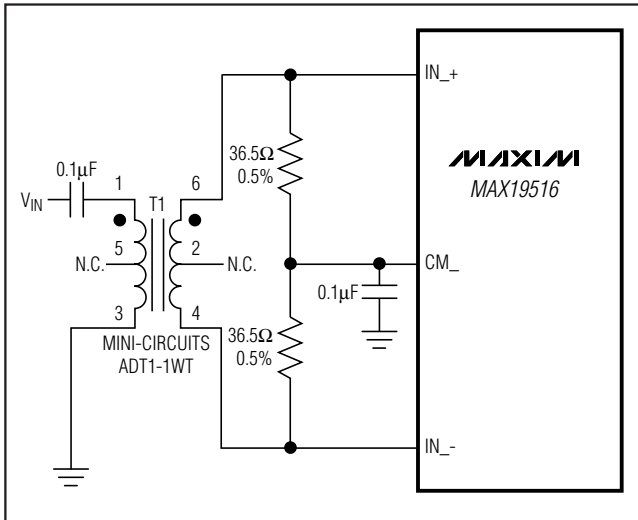 IN_+
36.5Ω
0.5%
MAXIM
MAX19516
0.1μF
1
6
T1
VIN
5
2
N.C.
N.C.
CM_
0.1μF
3
4
36.5Ω
0.5%
MINI-CIRCUITS
ADT1-1WT
IN_-